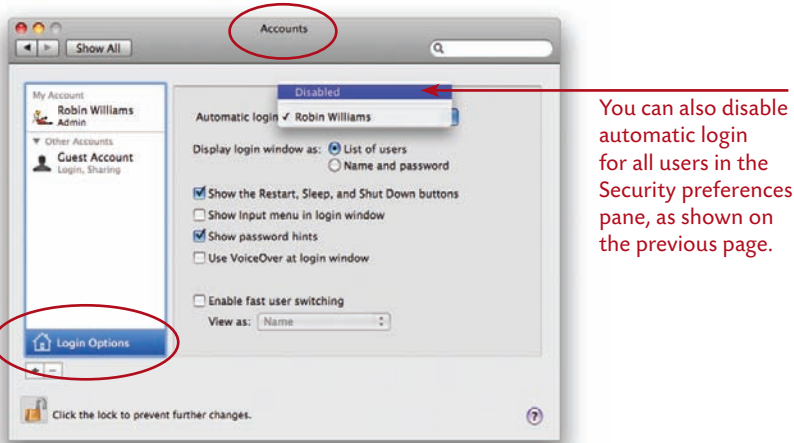 Accounts
Show All
My Account
Robin Williams
Admin
Other Accounts
Guest Account
Login, Sharing
Login Options
Disabled
Automatic login
✓ Robin Williams
Display login window as: List of users
Name and password
Show the Restart, Sleep, and Shut Down buttons
Show Input menu in login window
Show password hints
Use VoiceOver at login window
Enable fast user switching
View as: Name
+ −
Click the lock to prevent further changes.
?
You can also disable
automatic login
for all users in the
Security preferences
pane, as shown on
the previous page.